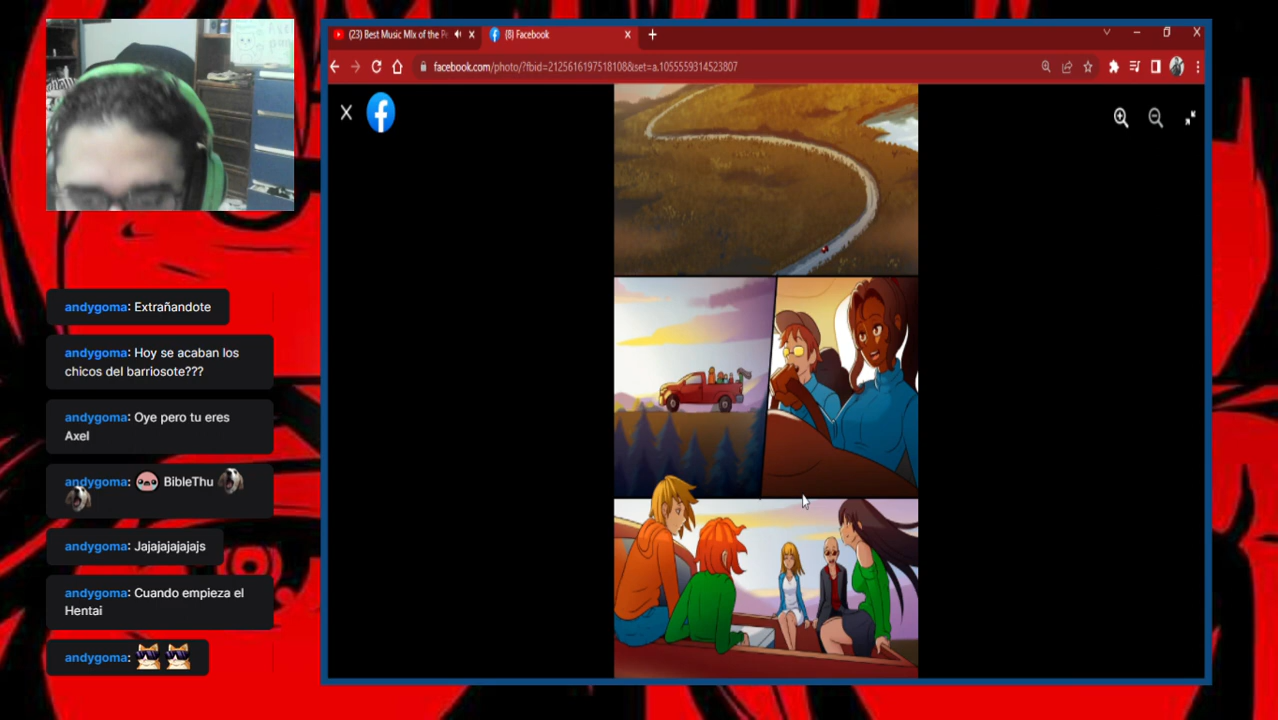 (23) Best Music MIx of the Po
(8) Facebook
facebook.com/photo/?fbid=2125616197518108&set=a.1055559314523807
andygoma: Extrañandote
andygoma: Hoy se acaban los
chicos del barriosote???
andygoma: Oye pero tu eres
Axel
andygoma: BibleThu
andygoma: Jajajajajajajs
andygoma: Cuando empieza el
Hentai
andygoma: